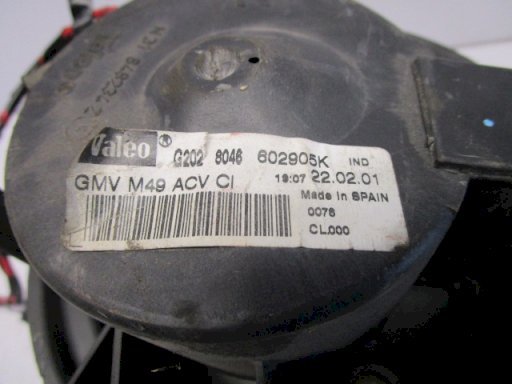 Valeo ® G202 8046 602905K IND
GMV M49 ACV CI 19:07 22.02.01
Made in SPAIN
0076
CL.000